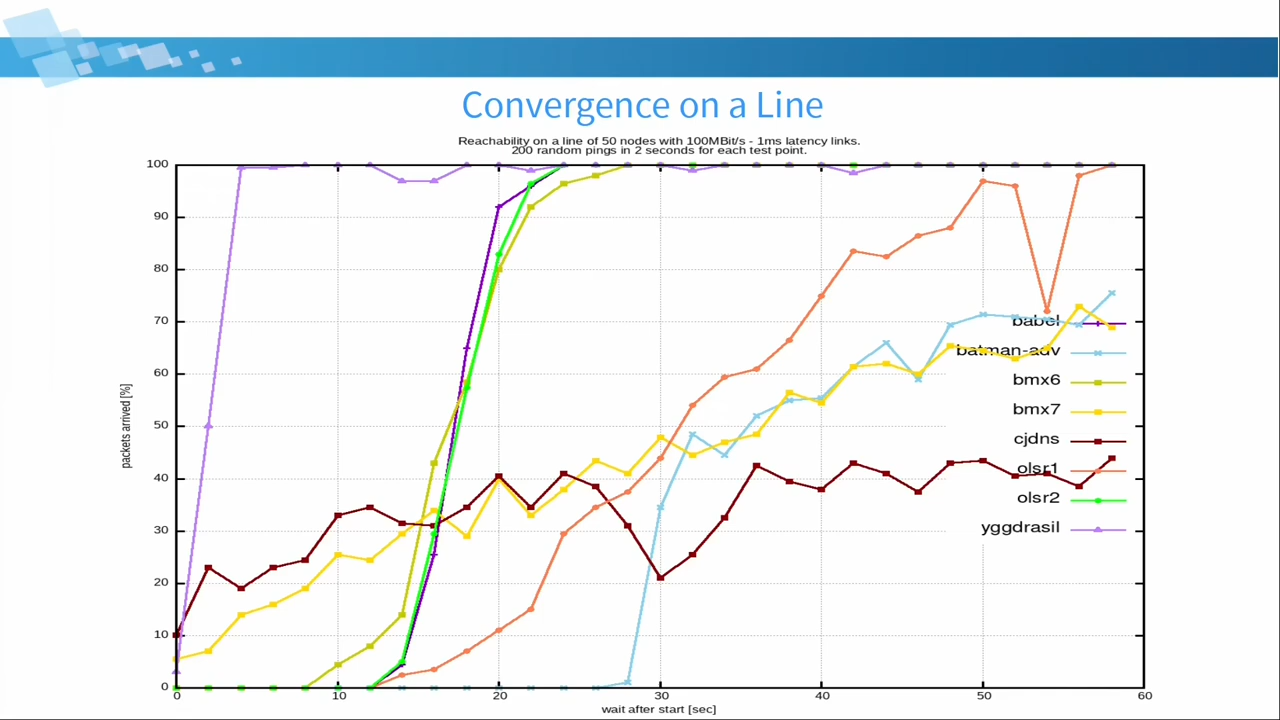 Convergence on a Line
Reachability on a line of 50 nodes with 100MBit/s - 1ms latency links.
200 random pings in 2 seconds for each test point.
100
90
80
70
60
50
40
30
20
10
0
packets arrived [%]
babel
batman-adv
bmx6
bmx7
cjdns
olsr1
olsr2
yggdrasil
0 10 20 30 40 50 60
wait after start [sec]